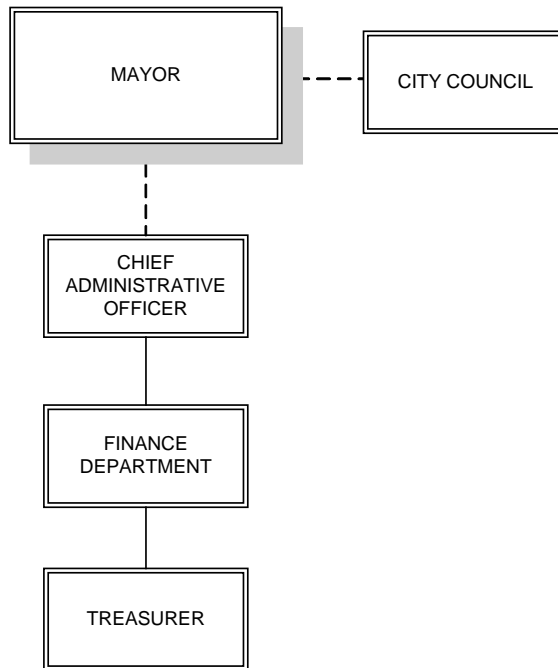 MAYOR
CITY COUNCIL
CHIEF
ADMINISTRATIVE
OFFICER
FINANCE
DEPARTMENT
TREASURER